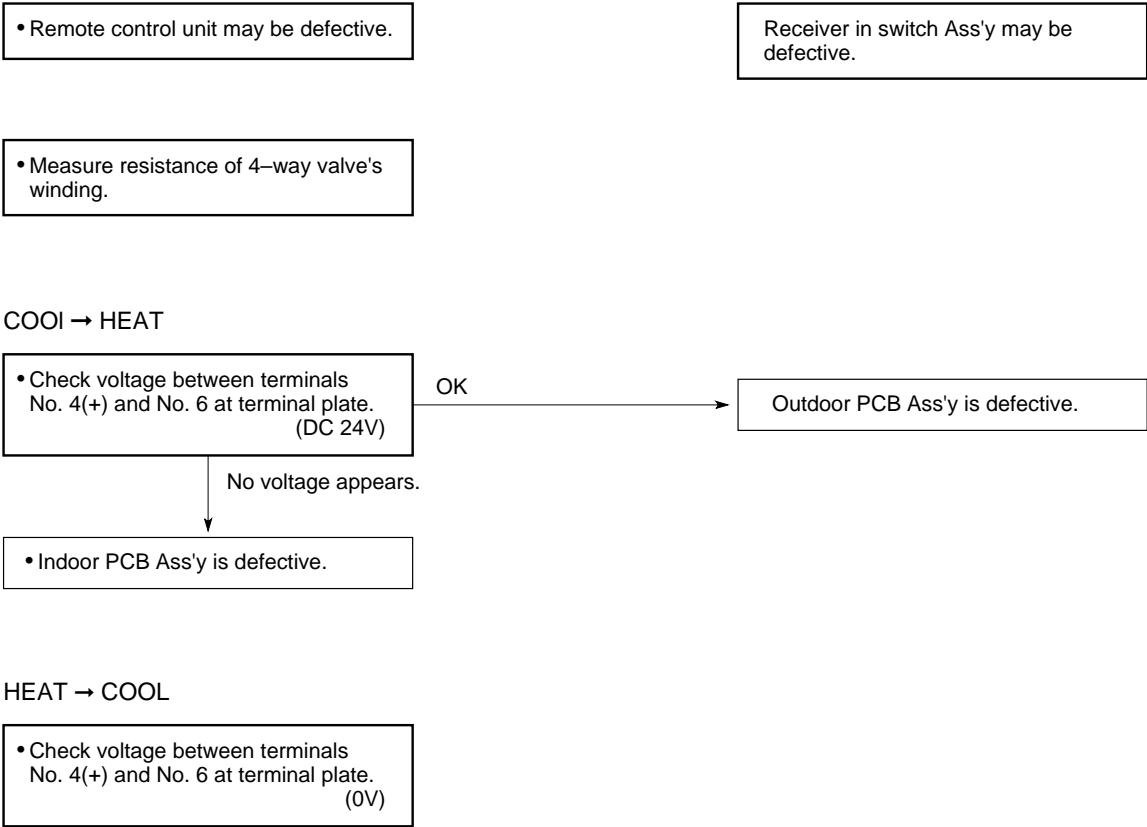 • Remote control unit may be defective.
Receiver in switch Ass'y may be
defective.
• Measure resistance of 4–way valve's
winding.
COOl → HEAT
• Check voltage between terminals
No. 4(+) and No. 6 at terminal plate.
(DC 24V)
OK
Outdoor PCB Ass'y is defective.
No voltage appears.
• Indoor PCB Ass'y is defective.
HEAT → COOL
• Check voltage between terminals
No. 4(+) and No. 6 at terminal plate.
(0V)